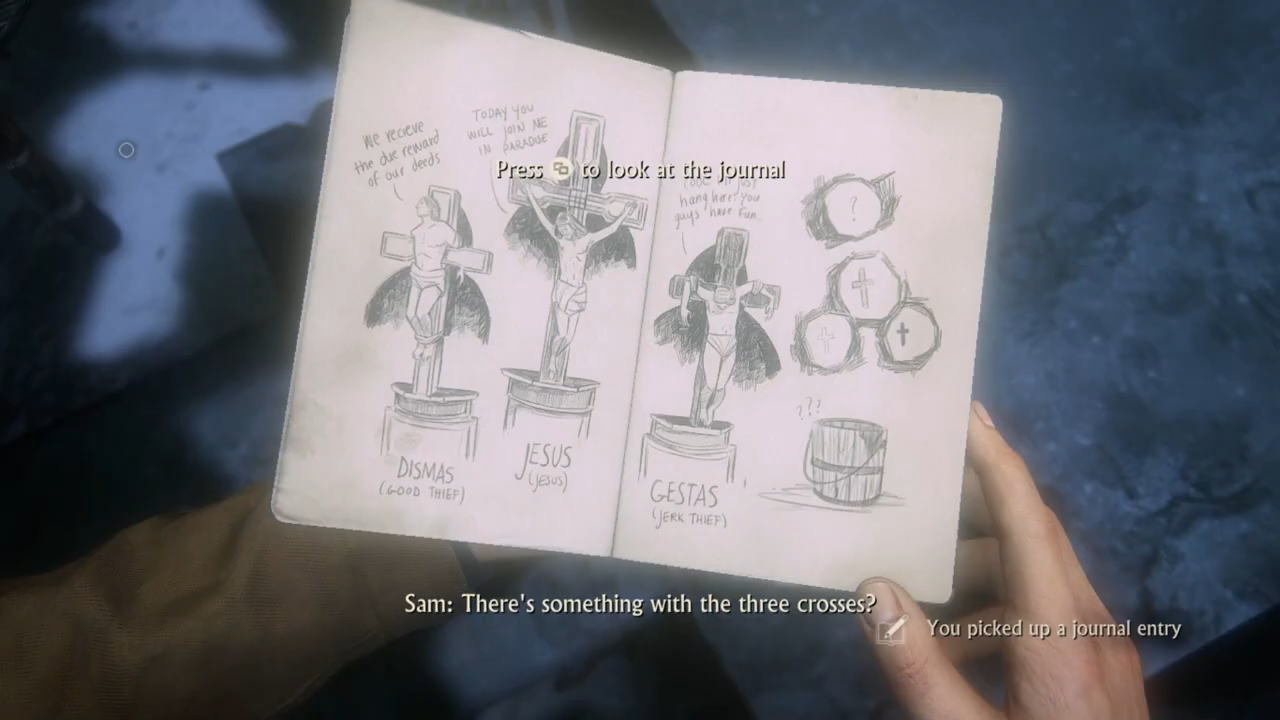 We recieve
the due reward
of our deeds
TODAY YOU
WILL JOIN ME
IN PARADISE
Press to look at the journal
hang here. You
guys have fun.
?
DISMAS
(GOOD THIEF)
JESUS
(JESUS)
GESTAS
(JERK THIEF)
???
Sam: There's something with the three crosses?
You picked up a journal entry